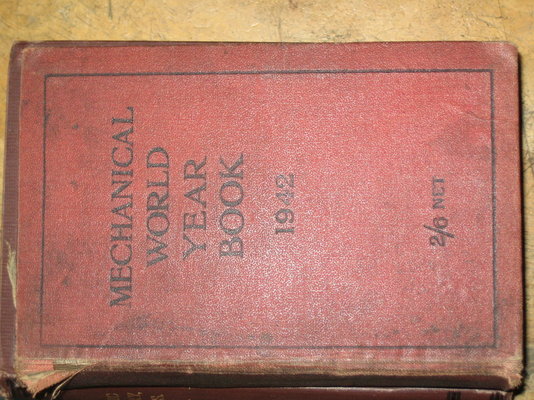 MECHANICAL
WORLD
YEAR
BOOK
1942
2/6 NET